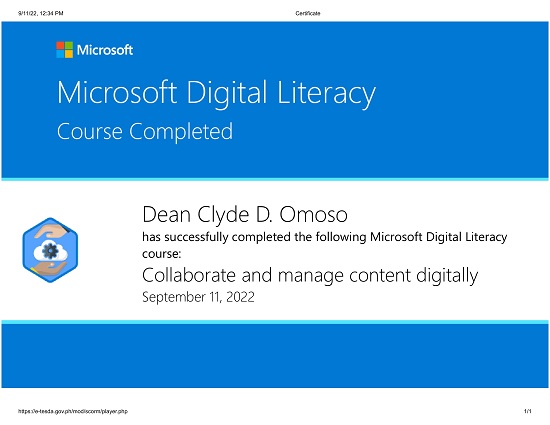 9/11/22, 12:34 PM Certificate
Microsoft
Microsoft Digital Literacy
Course Completed
Dean Clyde D. Omoso
has successfully completed the following Microsoft Digital Literacy
course:
Collaborate and manage content digitally
September 11, 2022
https://e-tesda.gov.ph/mod/scorm/player.php 1/1